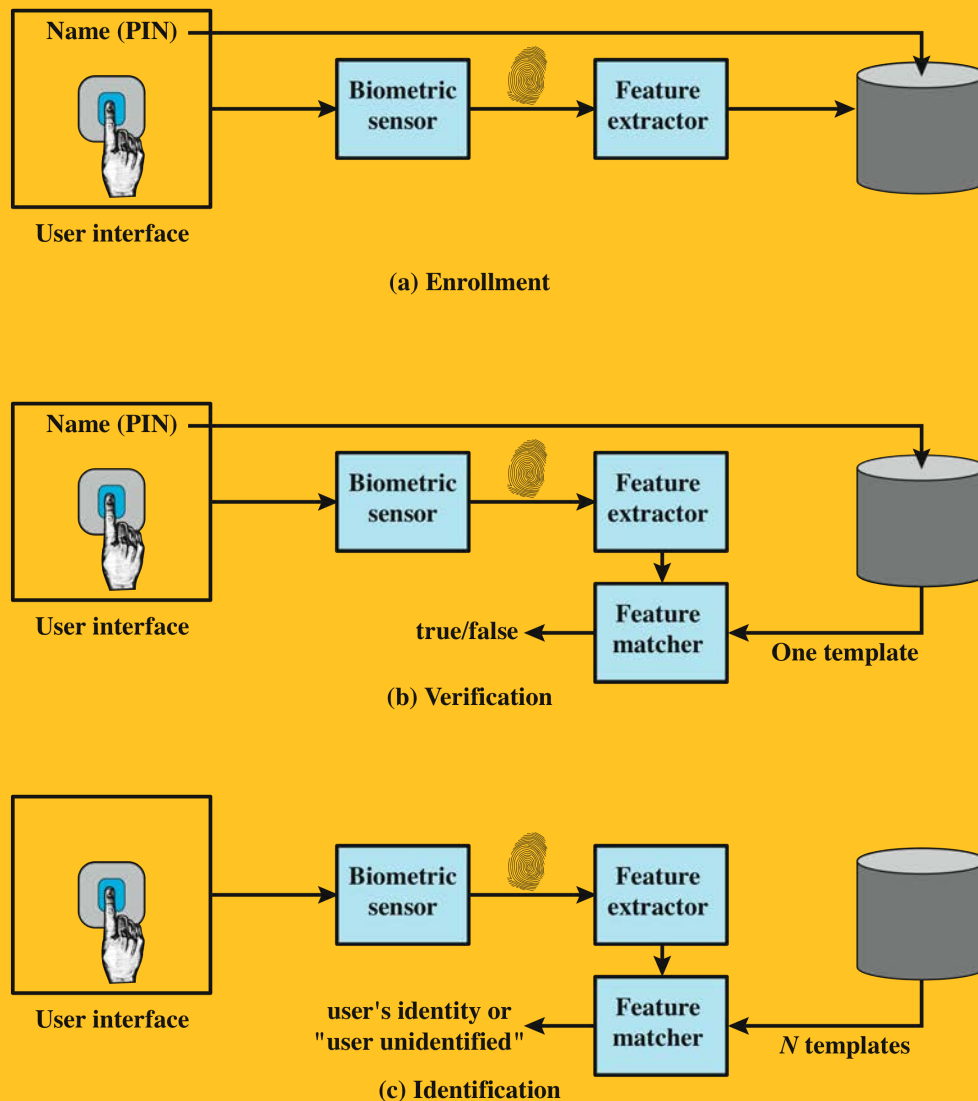 Name (PIN)
Biometric
sensor
Feature
extractor
User interface
(a) Enrollment
Name (PIN)
Biometric
sensor
Feature
extractor
User interface
Feature
matcher
true/false
One template
(b) Verification
Biometric
sensor
Feature
extractor
User interface
Feature
matcher
user's identity or
"user unidentified"
N templates
(c) Identification